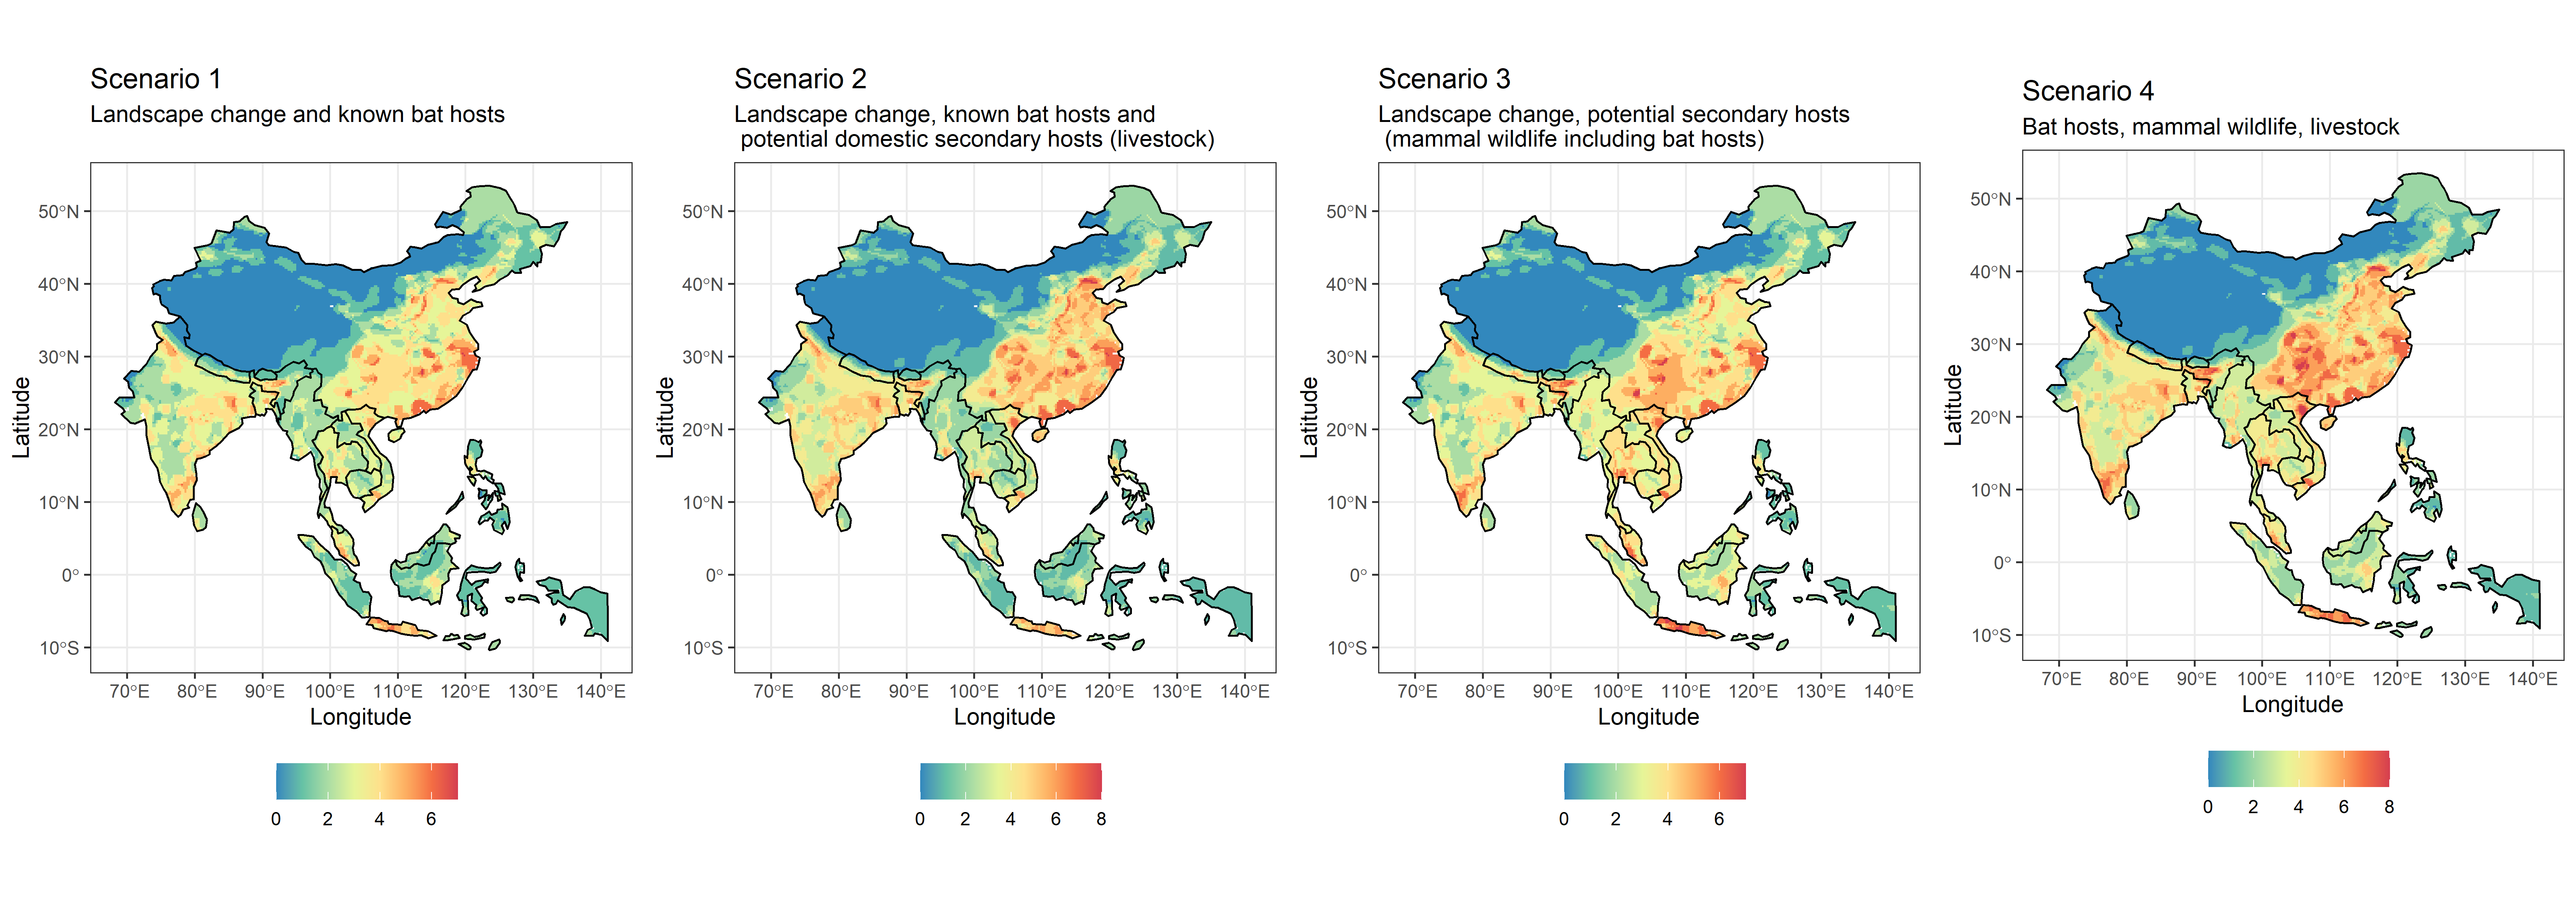 Scenario 1
Landscape change and known bat hosts
Latitude
50°N
40°N
30°N
20°N
10°N
0°
10°S
70°E 80°E 90°E 100°E 110°E 120°E 130°E 140°E
Longitude
0 2 4 6
Scenario 2
Landscape change, known bat hosts and
potential domestic secondary hosts (livestock)
Latitude
50°N
40°N
30°N
20°N
10°N
0°
10°S
70°E 80°E 90°E 100°E 110°E 120°E 130°E 140°E
Longitude
0 2 4 6 8
Scenario 3
Landscape change, potential secondary hosts
(mammal wildlife including bat hosts)
Latitude
50°N
40°N
30°N
20°N
10°N
0°
10°S
70°E 80°E 90°E 100°E 110°E 120°E 130°E 140°E
Longitude
0 2 4 6
Scenario 4
Bat hosts, mammal wildlife, livestock
Latitude
50°N
40°N
30°N
20°N
10°N
0°
10°S
70°E 80°E 90°E 100°E 110°E 120°E 130°E 140°E
Longitude
0 2 4 6 8